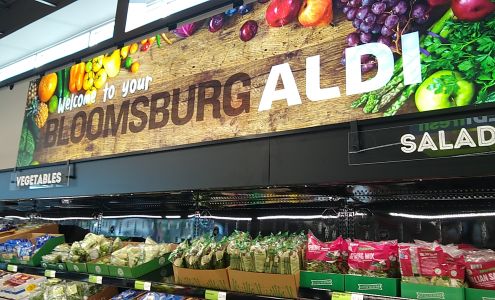 Welcome to your
BLOOMSBURG ALDI
VEGETABLES
SALAD